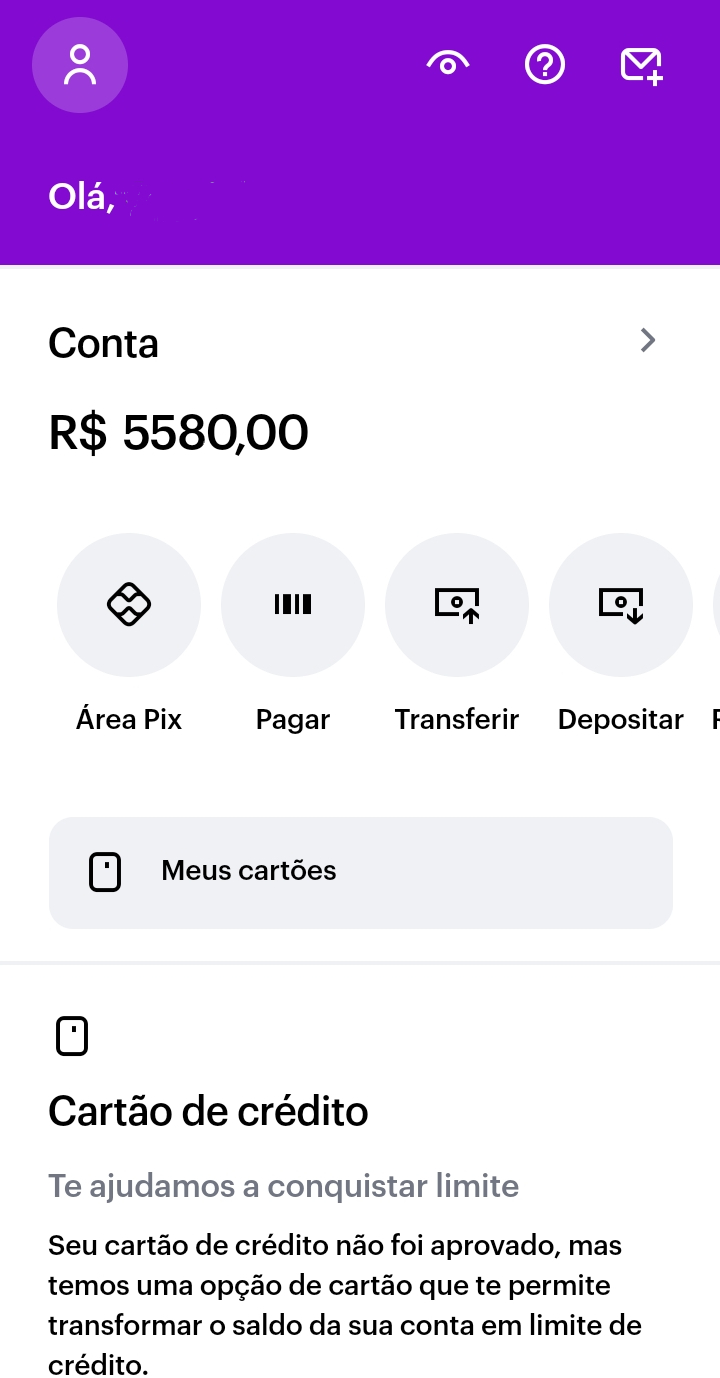 Olá,
Conta
R$ 5580,00
Área Pix
Pagar
Transferir
Depositar
Meus cartões
Cartão de crédito
Te ajudamos a conquistar limite
Seu cartão de crédito não foi aprovado, mas
temos uma opção de cartão que te permite
transformar o saldo da sua conta em limite de
crédito.